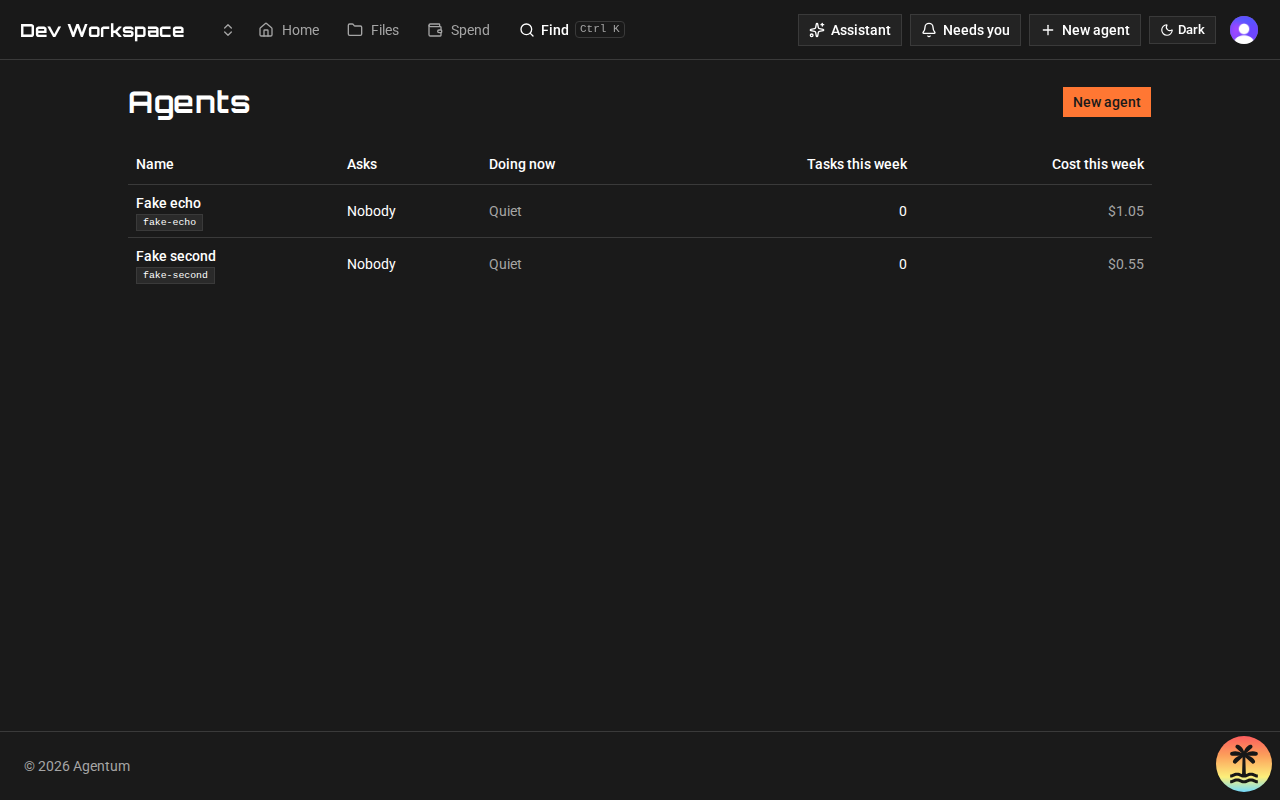 Dev Workspace
Home
Files
Spend
Find Ctrl K
Assistant
Needs you
New agent
Dark
Agents
New agent
Name Asks Doing now Tasks this week Cost this week
Fake echo
fake-echo
Nobody Quiet 0 $1.05
Fake second
fake-second
Nobody Quiet 0 $0.55
© 2026 Agentum